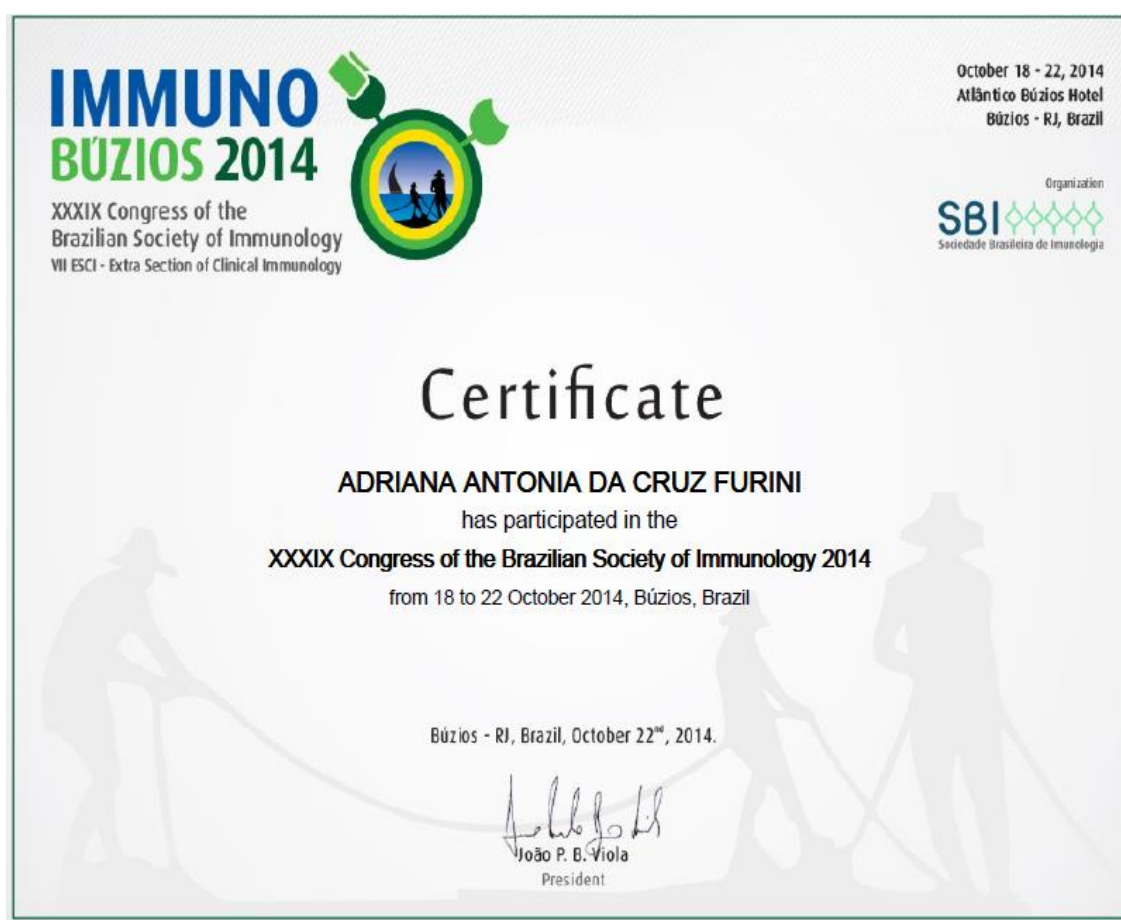 IMMUNO
BÚZIOS 2014
XXXIX Congress of the
Brazilian Society of Immunology
VII ESCI - Extra Section of Clinical Immunology
October 18 - 22, 2014
Atlântico Búzios Hotel
Búzios - RJ, Brazil
Organization
SBI
Sociedade Brasileira de Imunologia
Certificate
ADRIANA ANTONIA DA CRUZ FURINI
has participated in the
XXXIX Congress of the Brazilian Society of Immunology 2014
from 18 to 22 October 2014, Búzios, Brazil
Búzios - RJ, Brazil, October 22nd, 2014.
João P. B. Viola
President